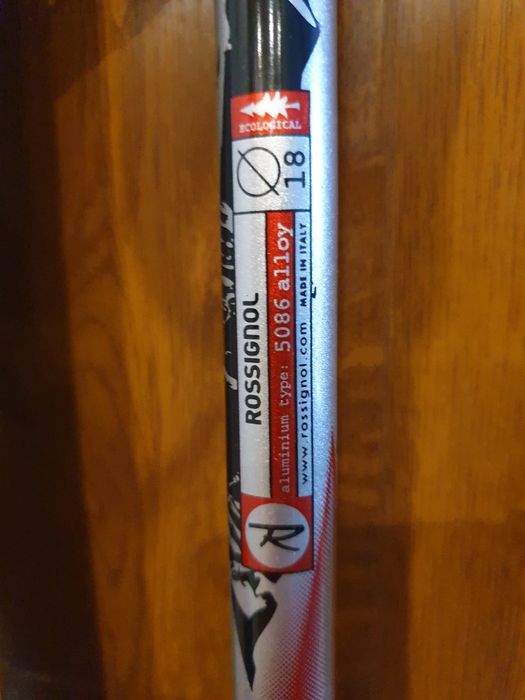 ECOLOGICAL
Ø 18
ROSSIGNOL
aluminium type: 5086 alloy
www.rossignol.com MADE IN ITALY
R